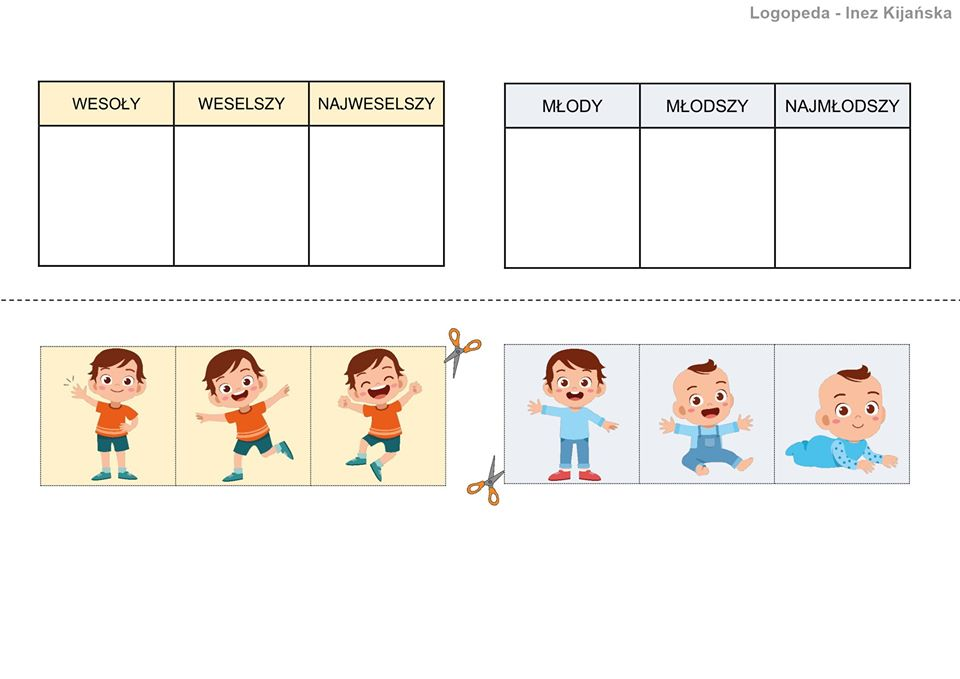 Logopeda - Inez Kijańska
WESOŁY WESELSZY NAJWESELSZY
MŁODY MŁODSZY NAJMŁODSZY